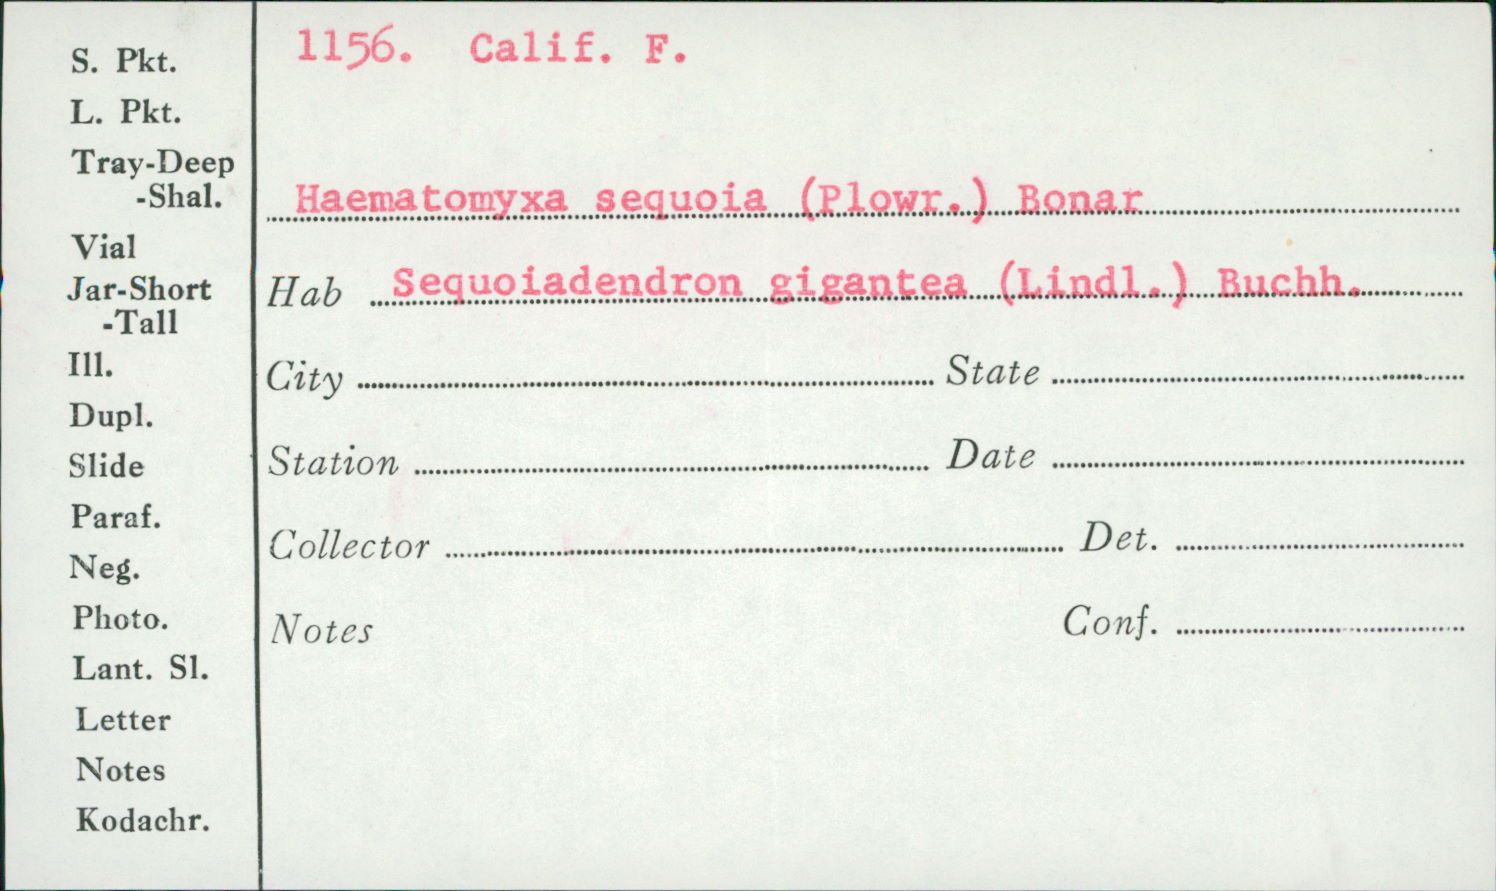 S. Pkt.
L. Pkt.
Tray-Deep
-Shal.
Vial
Jar-Short
-Tall
Ill.
Dupl.
Slide
Paraf.
Neg.
Photo.
Lant. Sl.
Letter
Notes
Kodachr.
1156. Calif. F.
Haematomyxa sequoia (Plowr.) Bonar
Hab Sequoiadendron gigantea (Lindl.) Buchh.
City State
Station Date
Collector Det.
Notes Conf.